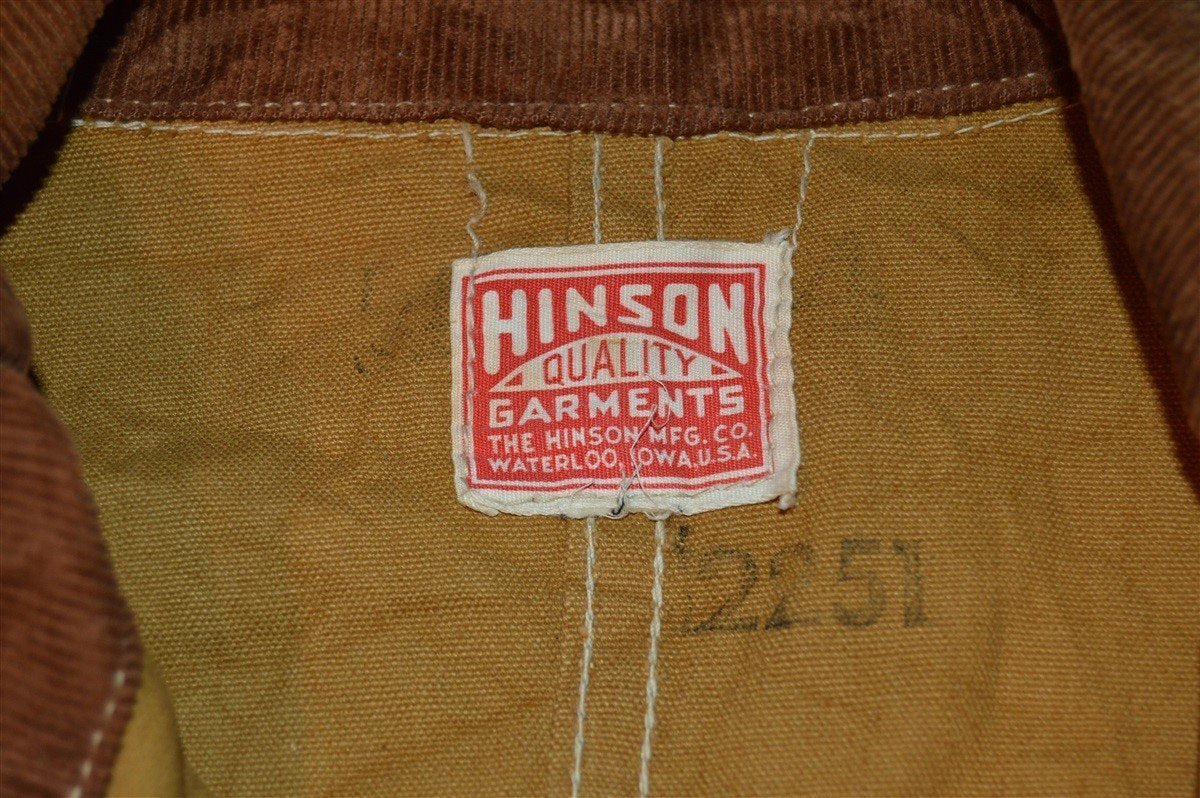 HINSON
QUALITY
GARMENTS
THE HINSON MFG. CO.
WATERLOO, IOWA. U.S.A.
2251